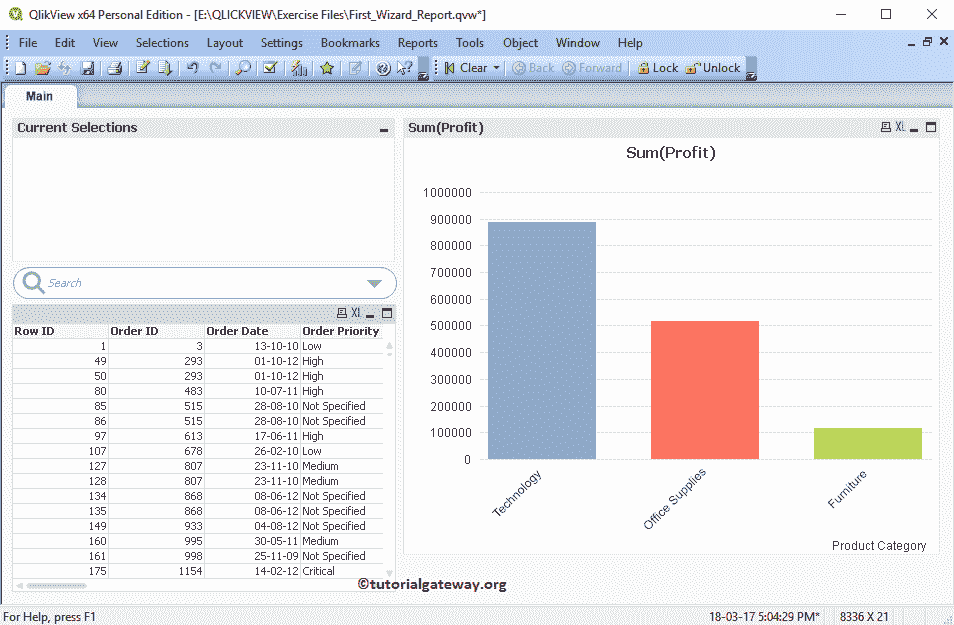 QlikView x64 Personal Edition - [E:\QLICKVIEW\Exercise Files\First_Wizard_Report.qvw*]
File Edit View Selections Layout Settings Bookmarks Reports Tools Object Window Help
Clear Back Forward Lock Unlock
Main
Current Selections
Search
XL
Row ID Order ID Order Date Order Priority
1 3 13-10-10 Low
49 293 01-10-12 High
50 293 01-10-12 High
80 483 10-07-11 High
85 515 28-08-10 Not Specified
86 515 28-08-10 Not Specified
97 613 17-06-11 High
107 678 26-02-10 Low
127 807 23-11-10 Medium
128 807 23-11-10 Medium
134 868 08-06-12 Not Specified
135 868 08-06-12 Not Specified
149 933 04-08-12 Not Specified
160 995 30-05-11 Medium
161 998 25-11-09 Not Specified
175 1154 14-02-12 Critical
Sum(Profit) XL
Sum(Profit)
1000000
900000
800000
700000
600000
500000
400000
300000
200000
100000
0
Technology
Office Supplies
Furniture
Product Category
©tutorialgateway.org
For Help, press F1 18-03-17 5:04:29 PM* 8336 X 21